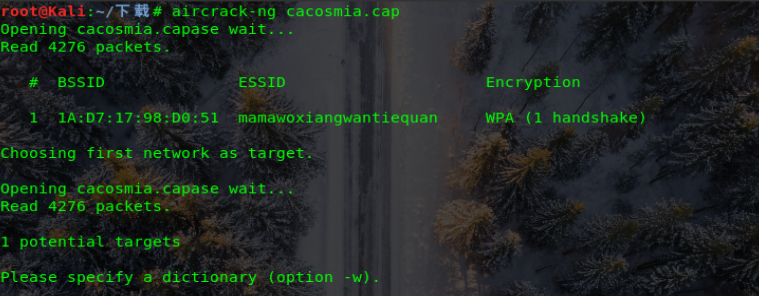 root@Kali:~/下載# aircrack-ng cacosmia.cap
Opening cacosmia.capase wait...
Read 4276 packets.
# BSSID ESSID Encryption
1 1A:D7:17:98:D0:51 mamawoxiangwantiequan WPA (1 handshake)
Choosing first network as target.
Opening cacosmia.capase wait...
Read 4276 packets.
1 potential targets
Please specify a dictionary (option -w).